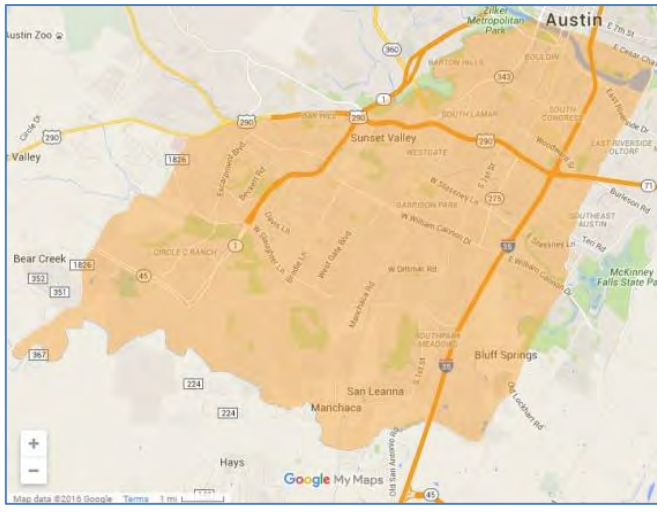 Zilker
Metropolitan
Park
Austin
Austin Zoo
E 7th St
E Cesar Chav
360
BARTON HILLS
BOULDIN
1
343
290
OAK HILL
290
SOUTH LAMAR
SOUTH
CONGRESS
East Riverside Dr
Circle Dr
290
Sunset Valley
290
Woodward St
EAST RIVERSIDE
OLTORF
Valley
1826
Escarpment Blvd
Beckett Rd
WESTGATE
W Stassney Ln
S 1st St
71
275
Burleson Rd
GARRISON PARK
W William Cannon Dr
SOUTHEAST
AUSTIN
Davis Ln
W Slaughter Ln
Brodie Ln
West Gate Blvd
35
E Stassney Ln
Teri Rd
CIRCLE C RANCH
1
Bear Creek
1826
45
352
351
W Dittmar Rd
E William Cannon Dr
McKinney
Falls State Pa
Manchaca Rd
SOUTHPARK
MEADOWS
367
S 1st St
35
Bluff Springs
224
San Leanna
Old Lockhart Rd
224
Manchaca
Old San Antonio Rd
+
−
Hays
Google My Maps
45
Map data ©2016 Google Terms 1 mi